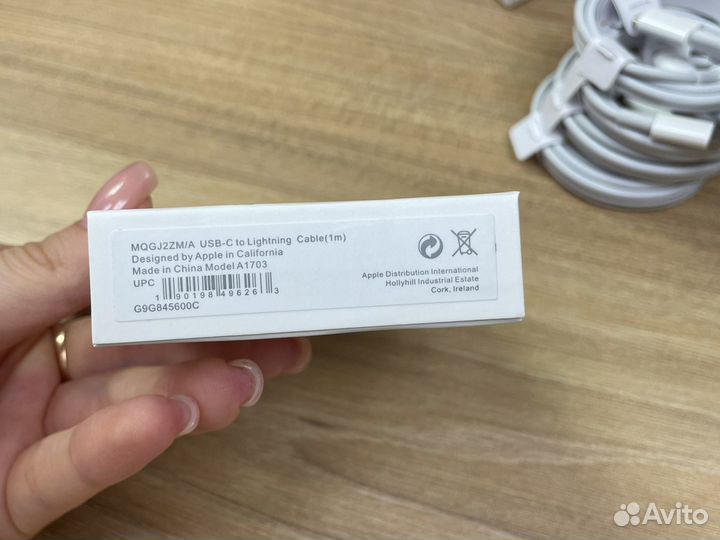 MQGJ2ZM/A USB-C to Lightning Cable(1m)
Designed by Apple in California
Made in China Model A1703
UPC
1 90198 49626 3
G9G845600C
Apple Distribution International
Hollyhill Industrial Estate
Cork, Ireland
Avito